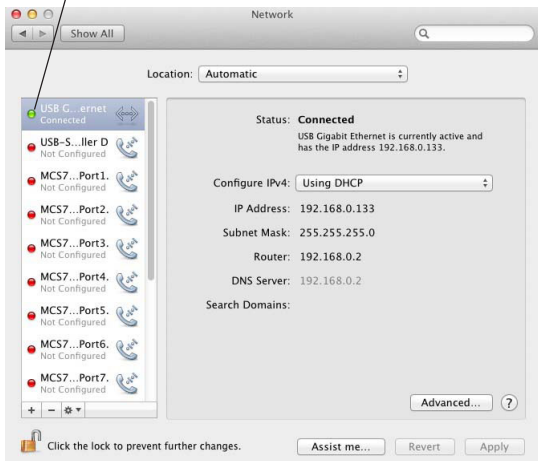 Network
Show All
Location: Automatic
USB G...ernet
Connected
USB-S...ller D
Not Configured
MCS7...Port1.
Not Configured
MCS7...Port2.
Not Configured
MCS7...Port3.
Not Configured
MCS7...Port4.
Not Configured
MCS7...Port5.
Not Configured
MCS7...Port6.
Not Configured
MCS7...Port7.
Not Configured
Status: Connected
USB Gigabit Ethernet is currently active and
has the IP address 192.168.0.133.
Configure IPv4: Using DHCP
IP Address: 192.168.0.133
Subnet Mask: 255.255.255.0
Router: 192.168.0.2
DNS Server: 192.168.0.2
Search Domains:
Advanced... ?
Click the lock to prevent further changes.
Assist me... Revert Apply